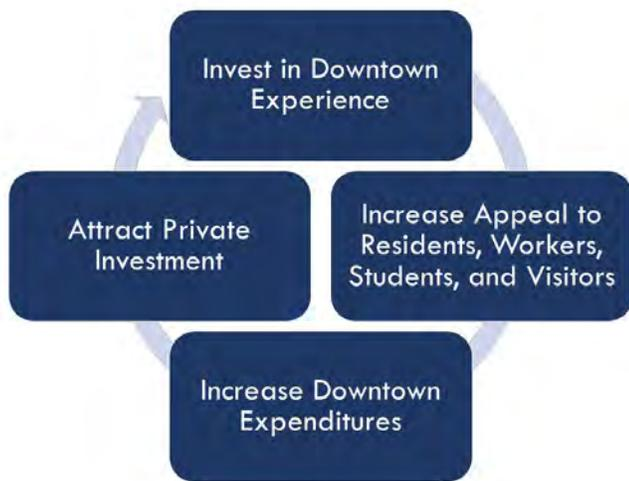 Invest in Downtown
Experience
Increase Appeal to
Residents, Workers,
Students, and Visitors
Increase Downtown
Expenditures
Attract Private
Investment